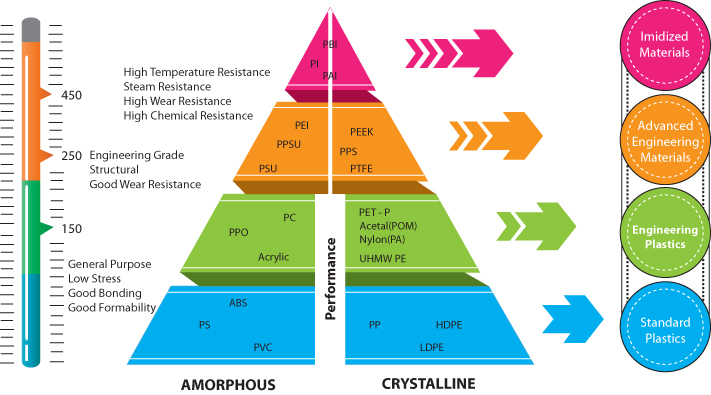 450
250
150
High Temperature Resistance
Steam Resistance
High Wear Resistance
High Chemical Resistance
Engineering Grade
Structural
Good Wear Resistance
General Purpose
Low Stress
Good Bonding
Good Formability
PBI
PI
PAI
PEI
PPSU
PSU
PEEK
PPS
PTFE
PC
PPO
Acrylic
PET - P
Acetal(POM)
Nylon(PA)
UHMW PE
Performance
ABS
PS
PVC
PP
HDPE
LDPE
AMORPHOUS
CRYSTALLINE
Imidized
Materials
Advanced
Engineering
Materials
Engineering
Plastics
Standard
Plastics